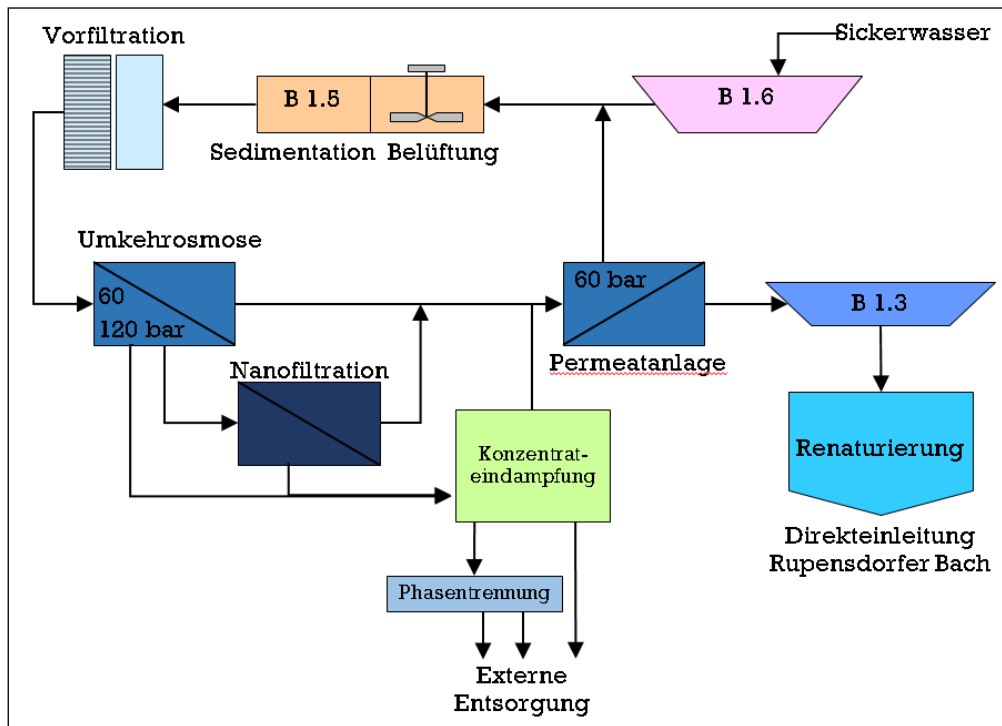 Vorfiltration
Sickerwasser
B 1.5
B 1.6
Sedimentation
Belüftung
Umkehrosmose
60
120 bar
60 bar
B 1.3
Permeatanlage
Nanofiltration
Konzentrat-
eindampfung
Renaturierung
Direkteinleitung
Rupensdorfer Bach
Phasentrennung
Externe
Entsorgung